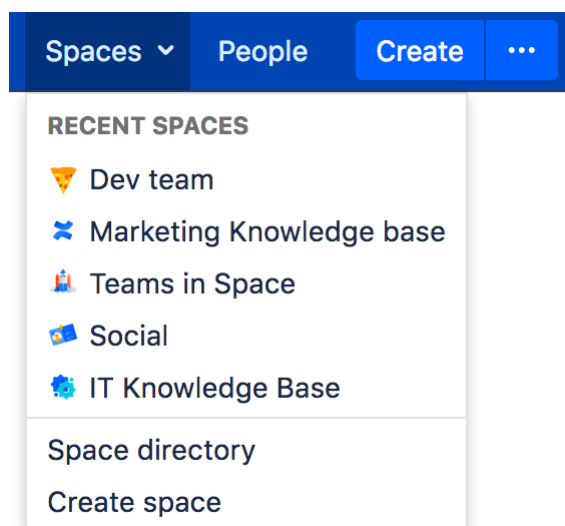 Spaces People Create ...
RECENT SPACES
Dev team
Marketing Knowledge base
Teams in Space
Social
IT Knowledge Base
Space directory
Create space